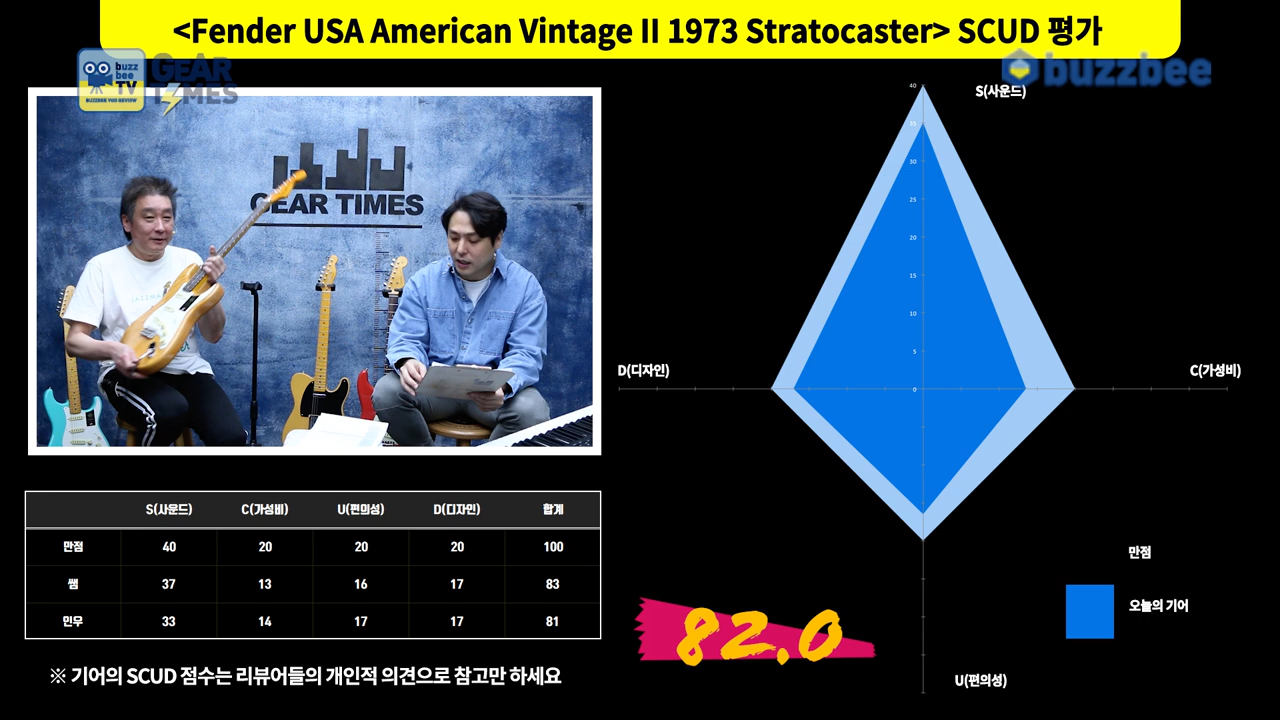 <Fender USA American Vintage II 1973 Stratocaster> SCUD 평가
buzz
bee
TV
BUZZBEE VOD REVIEW
GEAR
TIMES
buzzbee
GEAR TIMES
S(사운드)
40
35
30
25
20
15
10
5
0
D(디자인)
C(가성비)
U(편의성)
만점
오늘의 기어
S(사운드) C(가성비) U(편의성) D(디자인) 합계
만점 40 20 20 20 100
쌤 37 13 16 17 83
민우 33 14 17 17 81
82.0
※ 기어의 SCUD 점수는 리뷰어들의 개인적 의견으로 참고만 하세요